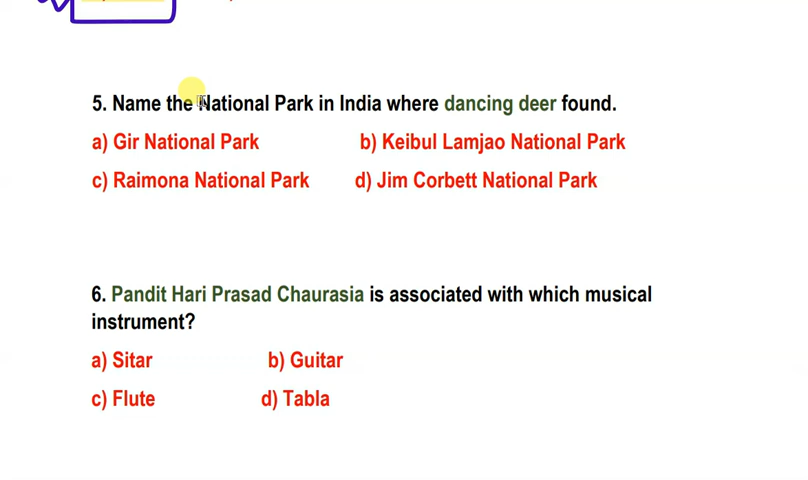 5. Name the National Park in India where dancing deer found.
a) Gir National Park b) Keibul Lamjao National Park
c) Raimona National Park d) Jim Corbett National Park
6. Pandit Hari Prasad Chaurasia is associated with which musical
instrument?
a) Sitar b) Guitar
c) Flute d) Tabla